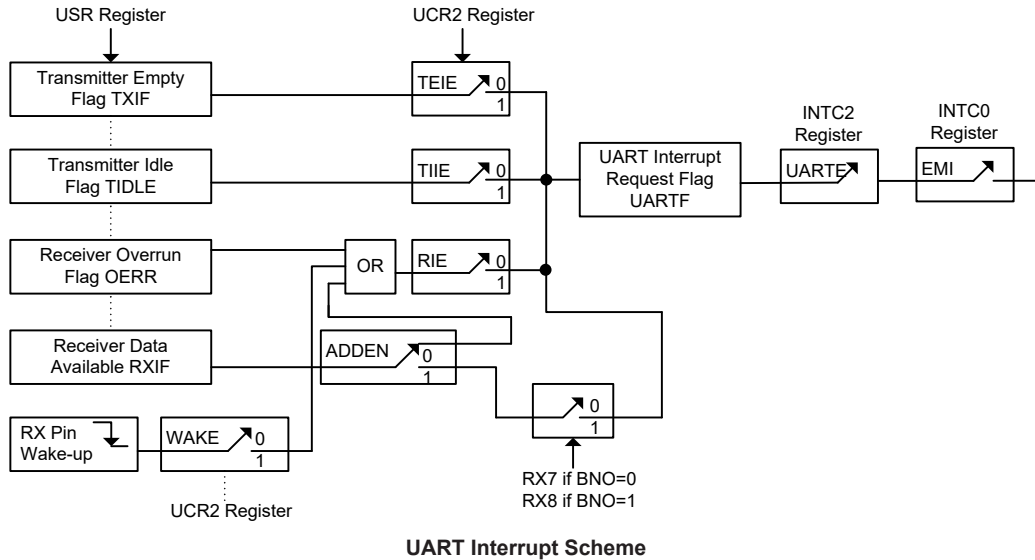 USR Register
UCR2 Register
Transmitter Empty
Flag TXIF
TEIE
0
1
INTC2
Register
INTC0
Register
Transmitter Idle
Flag TIDLE
TIIE
0
1
UART Interrupt
Request Flag
UARTF
UARTE
EMI
Receiver Overrun
Flag OERR
OR
RIE
0
1
Receiver Data
Available RXIF
ADDEN
0
1
0
1
RX Pin
Wake-up
WAKE
0
1
RX7 if BNO=0
RX8 if BNO=1
UCR2 Register
UART Interrupt Scheme